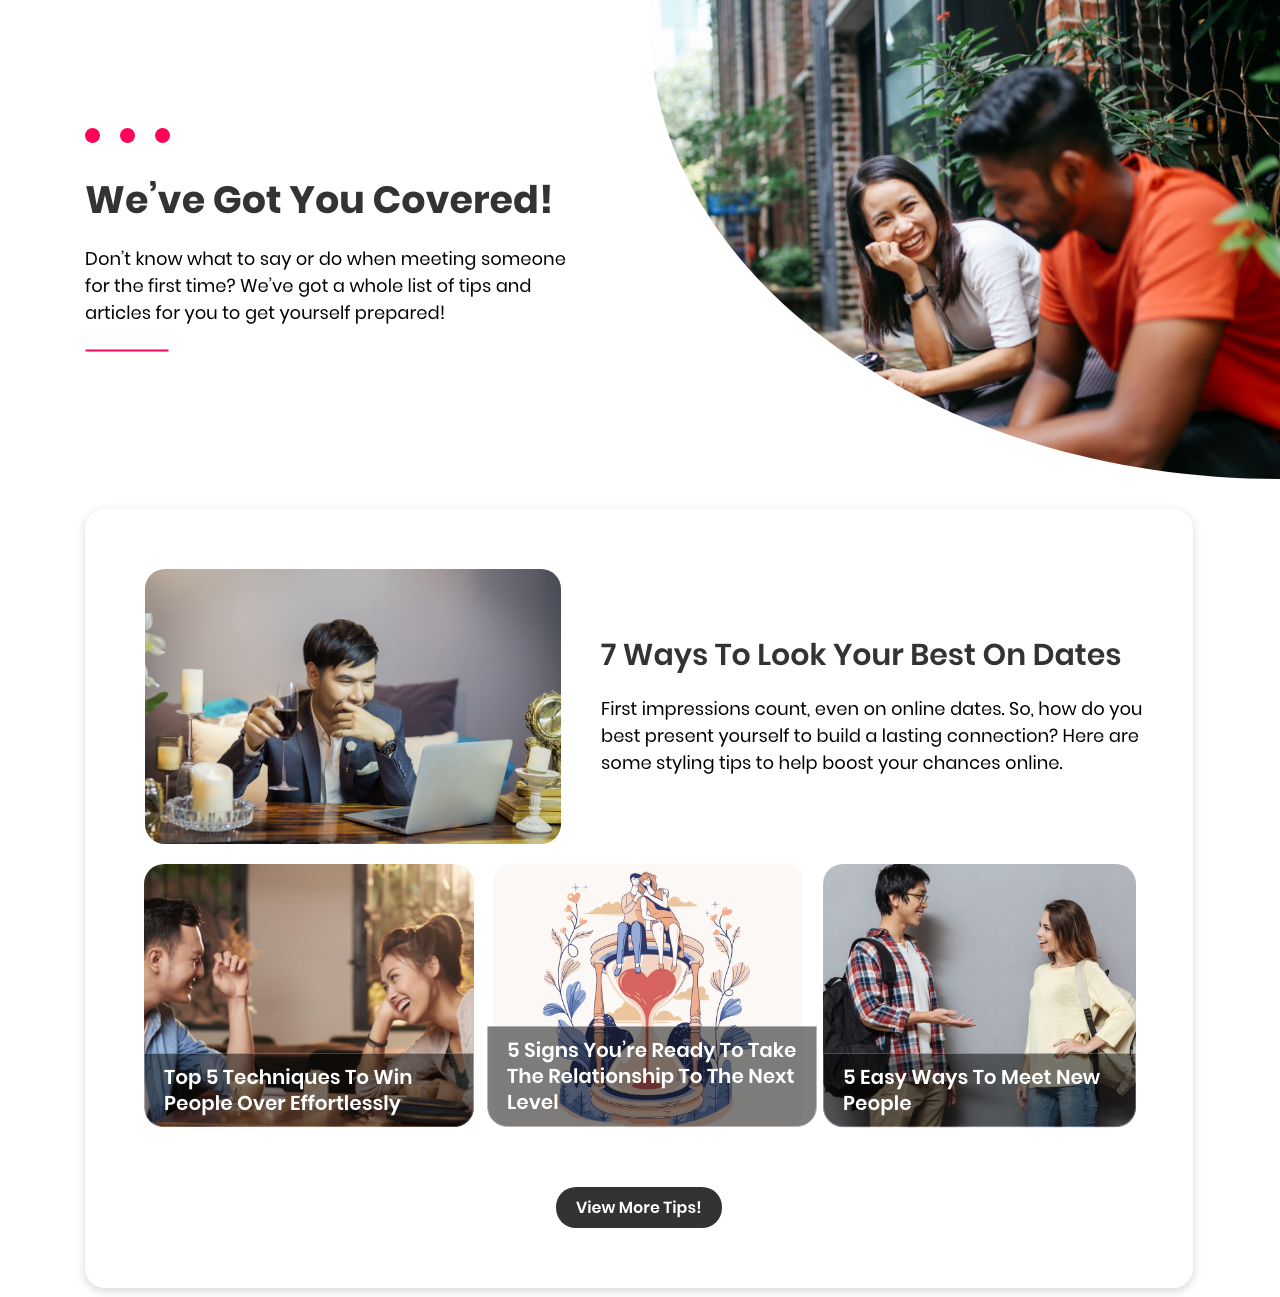 We’ve Got You Covered!
Don’t know what to say or do when meeting someone
for the first time? We’ve got a whole list of tips and
articles for you to get yourself prepared!
7 Ways To Look Your Best On Dates
First impressions count, even on online dates. So, how do you
best present yourself to build a lasting connection? Here are
some styling tips to help boost your chances online.
Top 5 Techniques To Win
People Over Effortlessly
5 Signs You’re Ready To Take
The Relationship To The Next
Level
5 Easy Ways To Meet New
People
View More Tips!